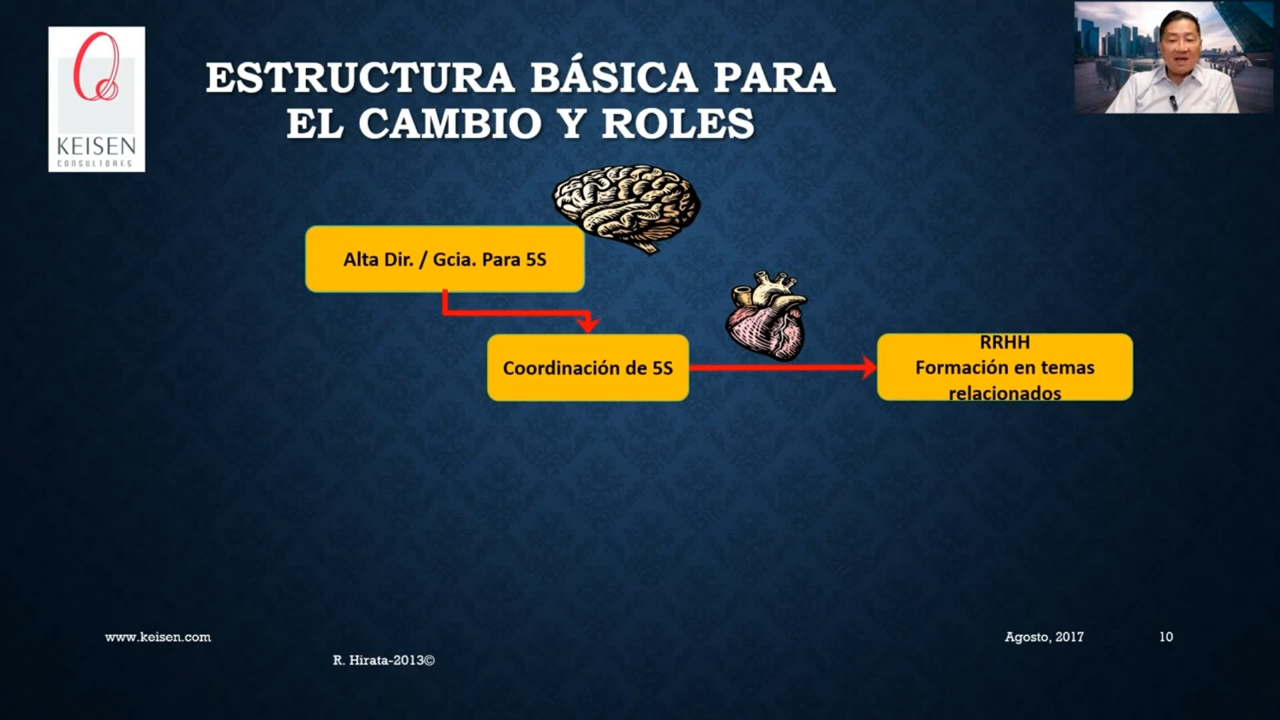 KEISEN
CONSULTORES
ESTRUCTURA BÁSICA PARA
EL CAMBIO Y ROLES
Alta Dir. / Gcia. Para 5S
Coordinación de 5S
RRHH
Formación en temas
relacionados
www.keisen.com
R. Hirata-2013©
Agosto, 2017
10